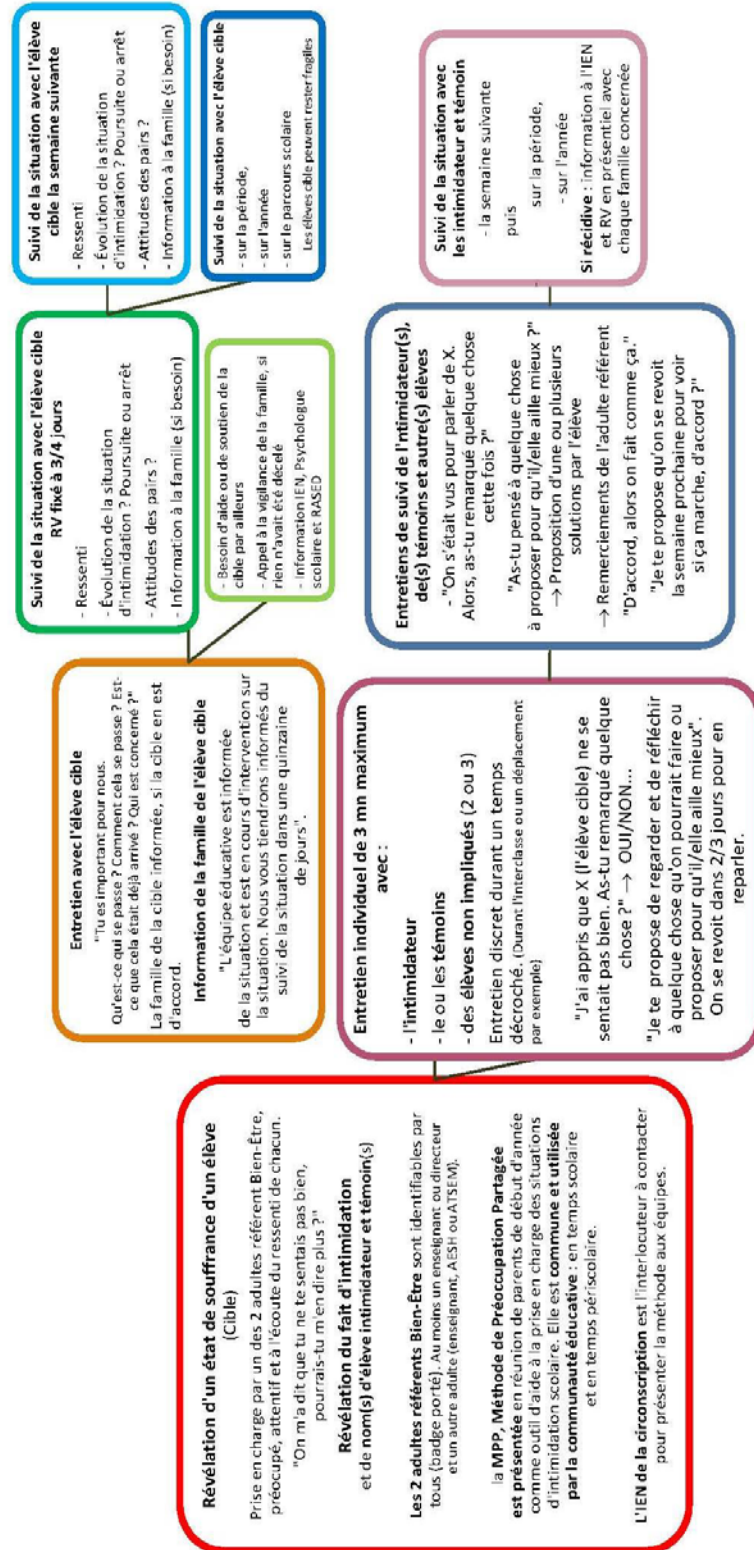 Révélation d'un état de souffrance d'un élève
(Cible)
Prise en charge par un des 2 adultes référent Bien-Être,
préoccupé, attentif et à l'écoute du ressenti de chacun.
"On m'a dit que tu ne te sentais pas bien,
pourrais-tu m'en dire plus ?"
Révélation du fait d'intimidation
et de nom(s) d'élève intimidateur et témoin(s)
Les 2 adultes référents Bien-Être sont identifiables par
tous (badge porté). Au moins un enseignant ou directeur
et un autre adulte (enseignant, AESH ou ATSEM).
la MPP, Méthode de Préoccupation Partagée
est présentée en réunion de parents de début d'année
comme outil d'aide à la prise en charge des situations
d'intimidation scolaire. Elle est commune et utilisée
par la communauté éducative : en temps scolaire
et en temps périscolaire.
L'IEN de la circonscription est l'interlocuteur à contacter
pour présenter la méthode aux équipes.
Entretien avec l'élève cible
"Tu es important pour nous.
Qu'est-ce qui se passe ? Comment cela se passe ? Est-
ce que cela était déjà arrivé ? Qui est concerné ?"
La famille de la cible informée, si la cible en est
d'accord.
Information de la famille de l'élève cible
"L'équipe éducative est informée
de la situation et est en cours d'intervention sur
la situation. Nous vous tiendrons informés du
suivi de la situation dans une quinzaine
de jours".
Suivi de la situation avec l'élève cible
RV fixé à 3/4 jours
- Ressenti
- Évolution de la situation
d'intimidation ? Poursuite ou arrêt
- Attitudes des pairs ?
- Information à la famille (si besoin)
- Besoin d'aide ou de soutien de la
cible par ailleurs
- Appel à la vigilance de la famille, si
rien n'avait été décelé
- Information IEN, Psychologue
scolaire et RASED
Suivi de la situation avec l'élève
cible la semaine suivante
- Ressenti
- Évolution de la situation
d'intimidation ? Poursuite ou arrêt
- Attitudes des pairs ?
- Information à la famille (si besoin)
Suivi de la situation avec l'élève cible
- sur la période,
- sur l'année
- sur le parcours scolaire
Les élèves cible peuvent rester fragiles
Entretien individuel de 3 mn maximum
avec :
- l'intimidateur
- le ou les témoins
- des élèves non impliqués (2 ou 3)
Entretien discret durant un temps
décroché. (Durant l'interclasse ou un déplacement
par exemple)
"J'ai appris que X (l'élève cible) ne se
sentait pas bien. As-tu remarqué quelque
chose ?" → OUI/NON...
"Je te propose de regarder et de réfléchir
à quelque chose qu'on pourrait faire ou
proposer pour qu'il/elle aille mieux".
On se revoit dans 2/3 jours pour en
reparler.
Entretiens de suivi de l'ntimidateur(s),
de(s) témoins et autre(s) élèves
- "On s'était vus pour parler de X.
Alors, as-tu remarqué quelque chose
cette fois ?"
"As-tu pensé à quelque chose
à proposer pour qu'il/elle aille mieux ?"
→ Proposition d'une ou plusieurs
solutions par l'élève
→ Remerciements de l'adulte référent
"D'accord, alors on fait comme ça."
"Je te propose qu'on se revoit
la semaine prochaine pour voir
si ça marche, d'accord ?"
Suivi de la situation avec
les intimidateur et témoin
- la semaine suivante
puis
sur la période,
- sur l'année
Si récidive : information à l'IEN
et RV en présentiel avec
chaque famille concernée